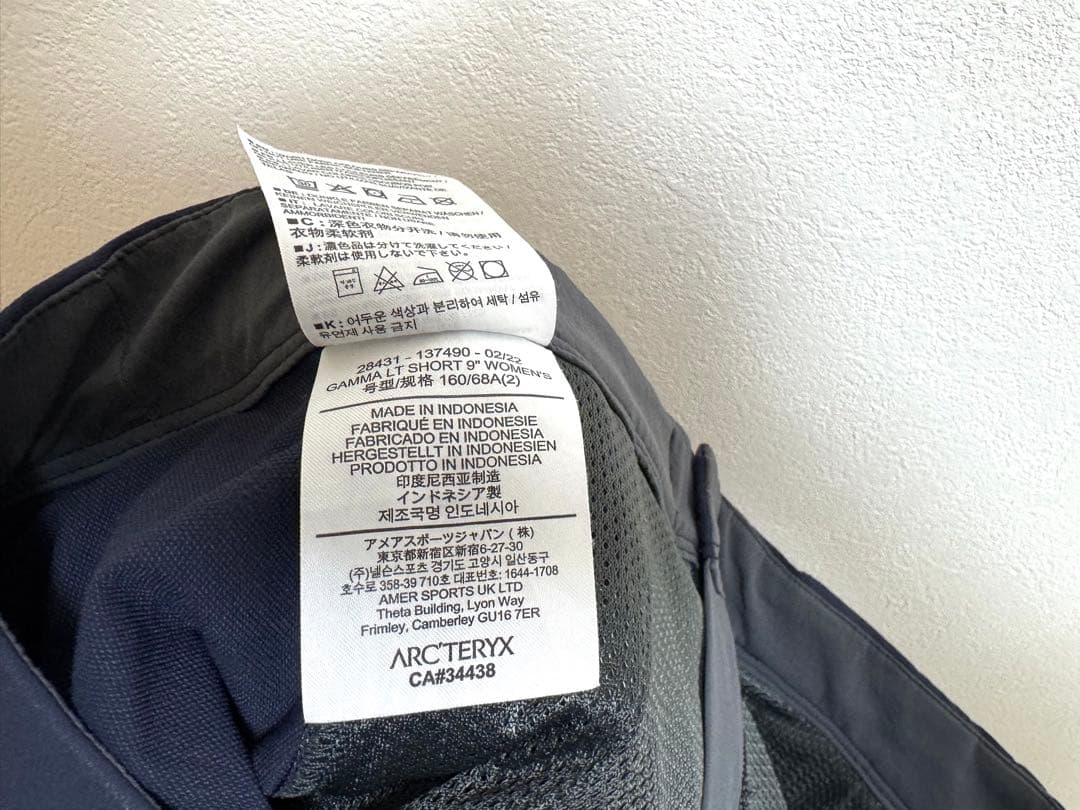 ■DE : DUNKLE FARBEN SEPARAT WASCHEN /
■C : 深色衣物分开洗 / 请勿使用
衣物柔软剂
■J : 濃色品は分けて洗濯してください /
柔軟剤は使用しないで下さい。
■K : 어두운 색상과 분리하여 세탁 / 섬유
유연제 사용 금지
28431 - 137490 - 02/22
GAMMA LT SHORT 9" WOMEN'S
号型/规格 160/68A(2)
MADE IN INDONESIA
FABRIQUÉ EN INDONESIE
FABRICADO EN INDONESIA
HERGESTELLT IN INDONESIEN
PRODOTTO IN INDONESIA
印度尼西亚制造
インドネシア製
제조국명 인도네시아
アメアスポーツジャパン ( 株)
東京都新宿区新宿6-27-30
(주)넬슨스포츠 경기도 고양시 일산동구
호수로 358-39 710호 대표번호: 1644-1708
AMER SPORTS UK LTD
Theta Building, Lyon Way
Frimley, Camberley GU16 7ER
ARC'TERYX
CA#34438